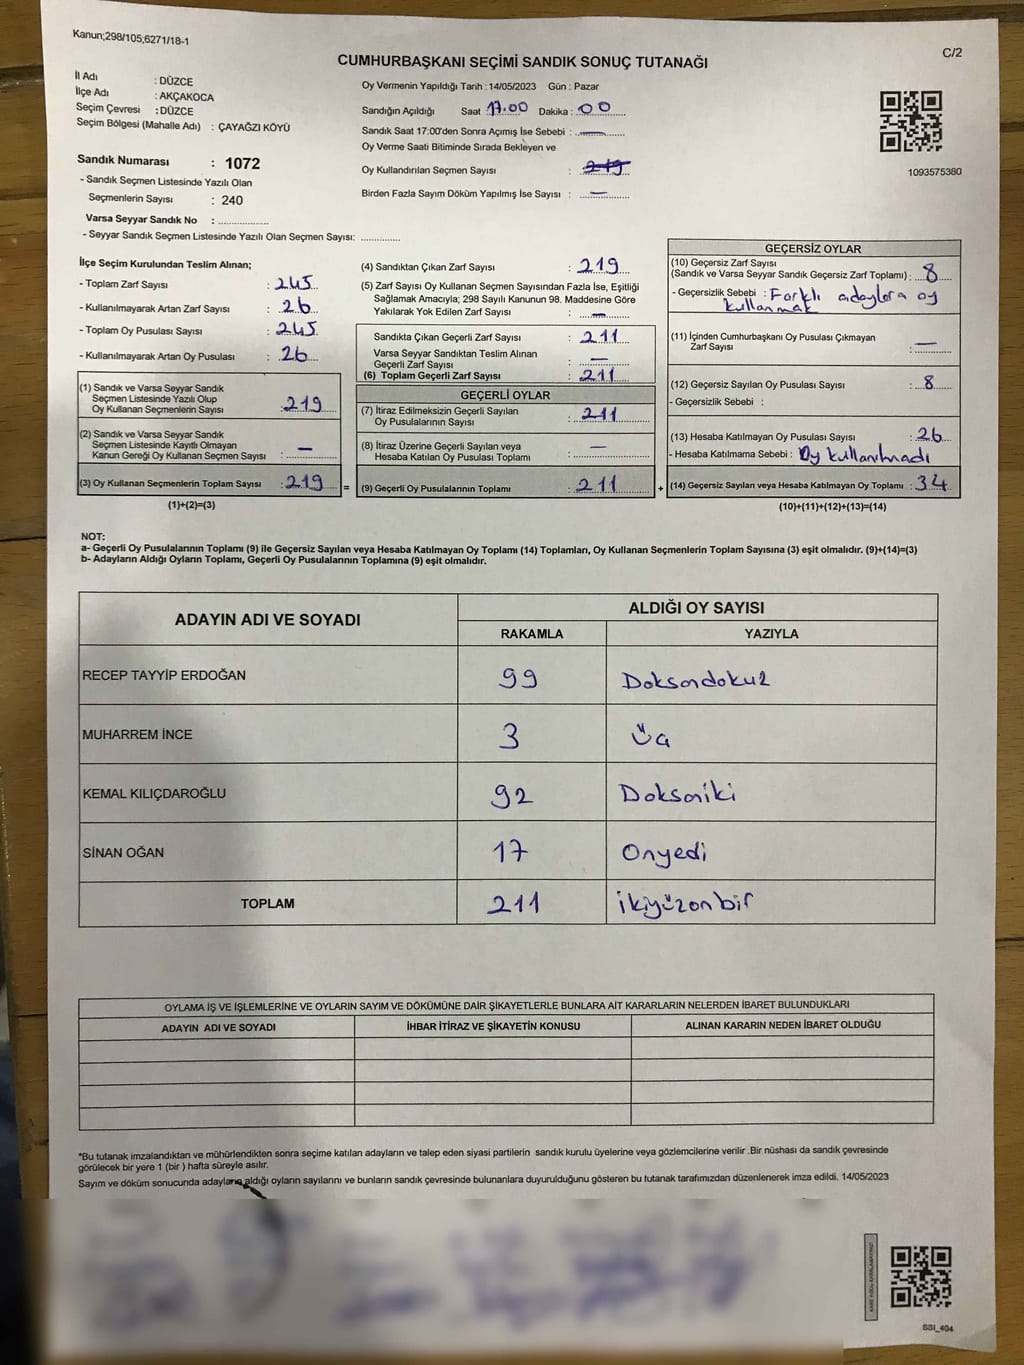 Kanun;298/105;6271/18-1
C/2
CUMHURBAŞKANI SEÇİMİ SANDIK SONUÇ TUTANAĞI
İl Adı : DÜZCE
İlçe Adı : AKÇAKOCA
Seçim Çevresi : DÜZCE
Seçim Bölgesi (Mahalle Adı) : ÇAYAĞZI KÖYÜ
Sandık Numarası : 1072
- Sandık Seçmen Listesinde Yazılı Olan
Seçmenlerin Sayısı : 240
Varsa Seyyar Sandık No : ..............
- Seyyar Sandık Seçmen Listesinde Yazılı Olan Seçmen Sayısı: ............
Oy Vermenin Yapıldığı Tarih : 14/05/2023 Gün : Pazar
Sandığın Açıldığı Saat 17.00 Dakika : 00
Sandık Saat 17:00'den Sonra Açımış İse Sebebi : —
Oy Verme Saati Bitiminde Sırada Bekleyen ve
Oy Kullandırılan Seçmen Sayısı : 219
Birden Fazla Sayım Döküm Yapılmış İse Sayısı : —
1093575380
İlçe Seçim Kurulundan Teslim Alınan;
- Toplam Zarf Sayısı : 245
- Kullanılmayarak Artan Zarf Sayısı : 26
- Toplam Oy Pusulası Sayısı : 245
- Kullanılmayarak Artan Oy Pusulası : 26
(1) Sandık ve Varsa Seyyar Sandık
Seçmen Listesinde Yazılı Olup
Oy Kullanan Seçmenlerin Sayısı : 219
(2) Sandık ve Varsa Seyyar Sandık
Seçmen Listesinde Kayıtlı Olmayan
Kanun Gereği Oy Kullanan Seçmen Sayısı : —
(3) Oy Kullanan Seçmenlerin Toplam Sayısı : 219
(1)+(2)=(3)
=
(4) Sandıktan Çıkan Zarf Sayısı : 219
(5) Zarf Sayısı Oy Kullanan Seçmen Sayısından Fazla İse, Eşitliği
Sağlamak Amacıyla; 298 Sayılı Kanunun 98. Maddesine Göre
Yakılarak Yok Edilen Zarf Sayısı : —
Sandıkta Çıkan Geçerli Zarf Sayısı : 211
Varsa Seyyar Sandıktan Teslim Alınan
Geçerli Zarf Sayısı : —
(6) Toplam Geçerli Zarf Sayısı : 211
GEÇERLİ OYLAR
(7) İtiraz Edilmeksizin Geçerli Sayılan
Oy Pusulalarının Sayısı : 211
(8) İtiraz Üzerine Geçerli Sayılan veya
Hesaba Katılan Oy Pusulası Toplamı : —
(9) Geçerli Oy Pusulalarının Toplamı : 211
+
GEÇERSİZ OYLAR
(10) Geçersiz Zarf Sayısı
(Sandık ve Varsa Seyyar Sandık Geçersiz Zarf Toplamı) : 8
- Geçersizlik Sebebi : Farklı adaylara oy
kullanmak
(11) İçinden Cumhurbaşkanı Oy Pusulası Çıkmayan
Zarf Sayısı : —
(12) Geçersiz Sayılan Oy Pusulası Sayısı : 8
- Geçersizlik Sebebi :
(13) Hesaba Katılmayan Oy Pusulası Sayısı : 26
- Hesaba Katılmama Sebebi : Oy kullanılmadı
(14) Geçersiz Sayılan veya Hesaba Katılmayan Oy Toplamı : 34
(10)+(11)+(12)+(13)=(14)
NOT:
a- Geçerli Oy Pusulalarının Toplamı (9) ile Geçersiz Sayılan veya Hesaba Katılmayan Oy Toplamı (14) Toplamları, Oy Kullanan Seçmenlerin Toplam Sayısına (3) eşit olmalıdır. (9)+(14)=(3)
b- Adayların Aldığı Oyların Toplamı, Geçerli Oy Pusulalarının Toplamına (9) eşit olmalıdır.
ADAYIN ADI VE SOYADI
ALDIĞI OY SAYISI
RAKAMLA YAZIYLA
RECEP TAYYİP ERDOĞAN 99 Doksandokuz
MUHARREM İNCE 3 üç
KEMAL KILIÇDAROĞLU 92 Doksaniki
SİNAN OĞAN 17 Onyedi
TOPLAM 211 ikiyüzonbir
OYLAMA İŞ VE İŞLEMLERİNE VE OYLARIN SAYIM VE DÖKÜMÜNE DAİR ŞİKAYETLERLE BUNLARA AİT KARARLARIN NELERDEN İBARET BULUNDUKLARI
ADAYIN ADI VE SOYADI İHBAR İTİRAZ VE ŞİKAYETİN KONUSU ALINAN KARARIN NEDEN İBARET OLDUĞU
*Bu tutanak imzalandıktan ve mühürlendikten sonra seçime katılan adayların ve talep eden siyasi partilerin sandık kurulu üyelerine veya gözlemcilerine verilir .Bir nüshası da sandık çevresinde
görülecek bir yere 1 (bir ) hafta süreyle asılır.
Sayım ve döküm sonucunda adayların aldığı oyların sayılarını ve bunların sandık çevresinde bulunanlara duyurulduğunu gösteren bu tutanak tarafımızdan düzenlenerek imza edildi. 14/05/2023
SSI_404